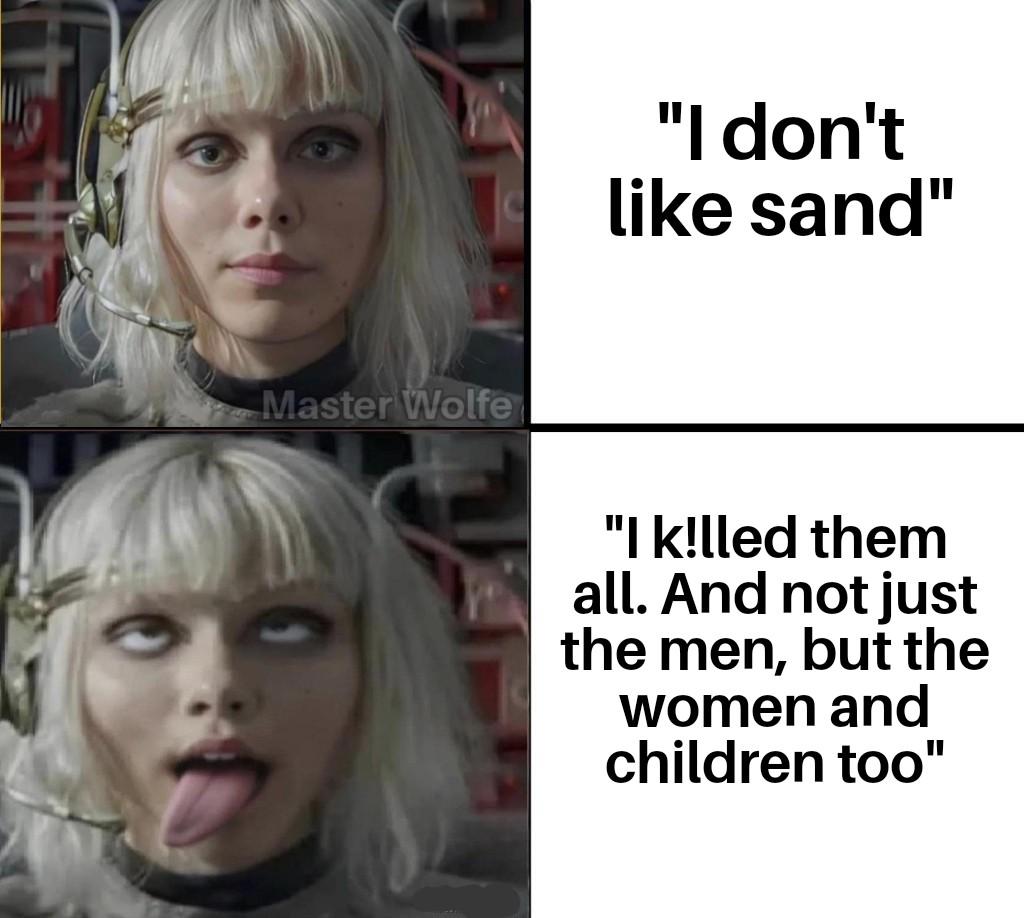 "I don't
like sand"
Master Wolfe
"I k!lled them
all. And not just
the men, but the
women and
children too"